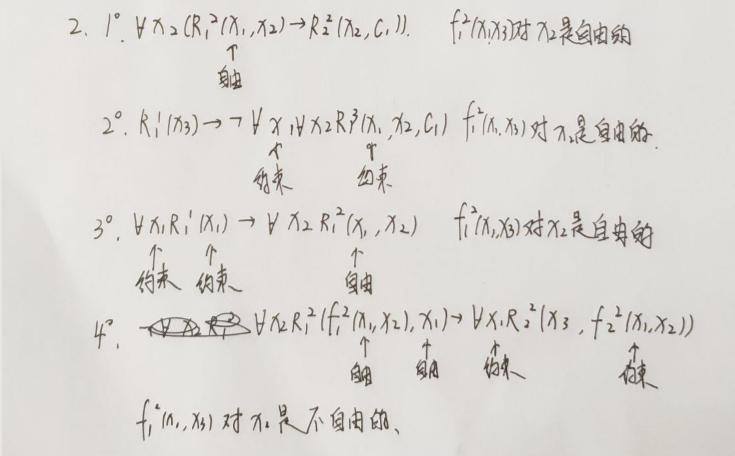 2. 1°. ∀x₂(R₁²(x₁,x₂)→R₂²(x₂,c₁)). f₁²(x₁x₃)对x₂是自由的
↑
自由
2°. R₁¹(x₃)→¬∀x₁∀x₂R₁³(x₁,x₂,c₁) f₁²(x₁,x₃)对x₂是自由的.
↑ ↑
约束 约束
3°. ∀x₁R₁¹(x₁)→∀x₂R₁²(x₁,x₂) f₁²(x₁,x₃)对x₂是自由的
↑ ↑ ↑
约束 约束 自由
4°. ∀x₂R₁²(f₁²(x₁,x₂),x₁)→∀x₁R₂²(x₃,f₂²(x₁,x₂))
↑ ↑ ↑ ↑
自由 自由 约束 约束
f₁²(x₁,x₃)对x₂是不自由的、